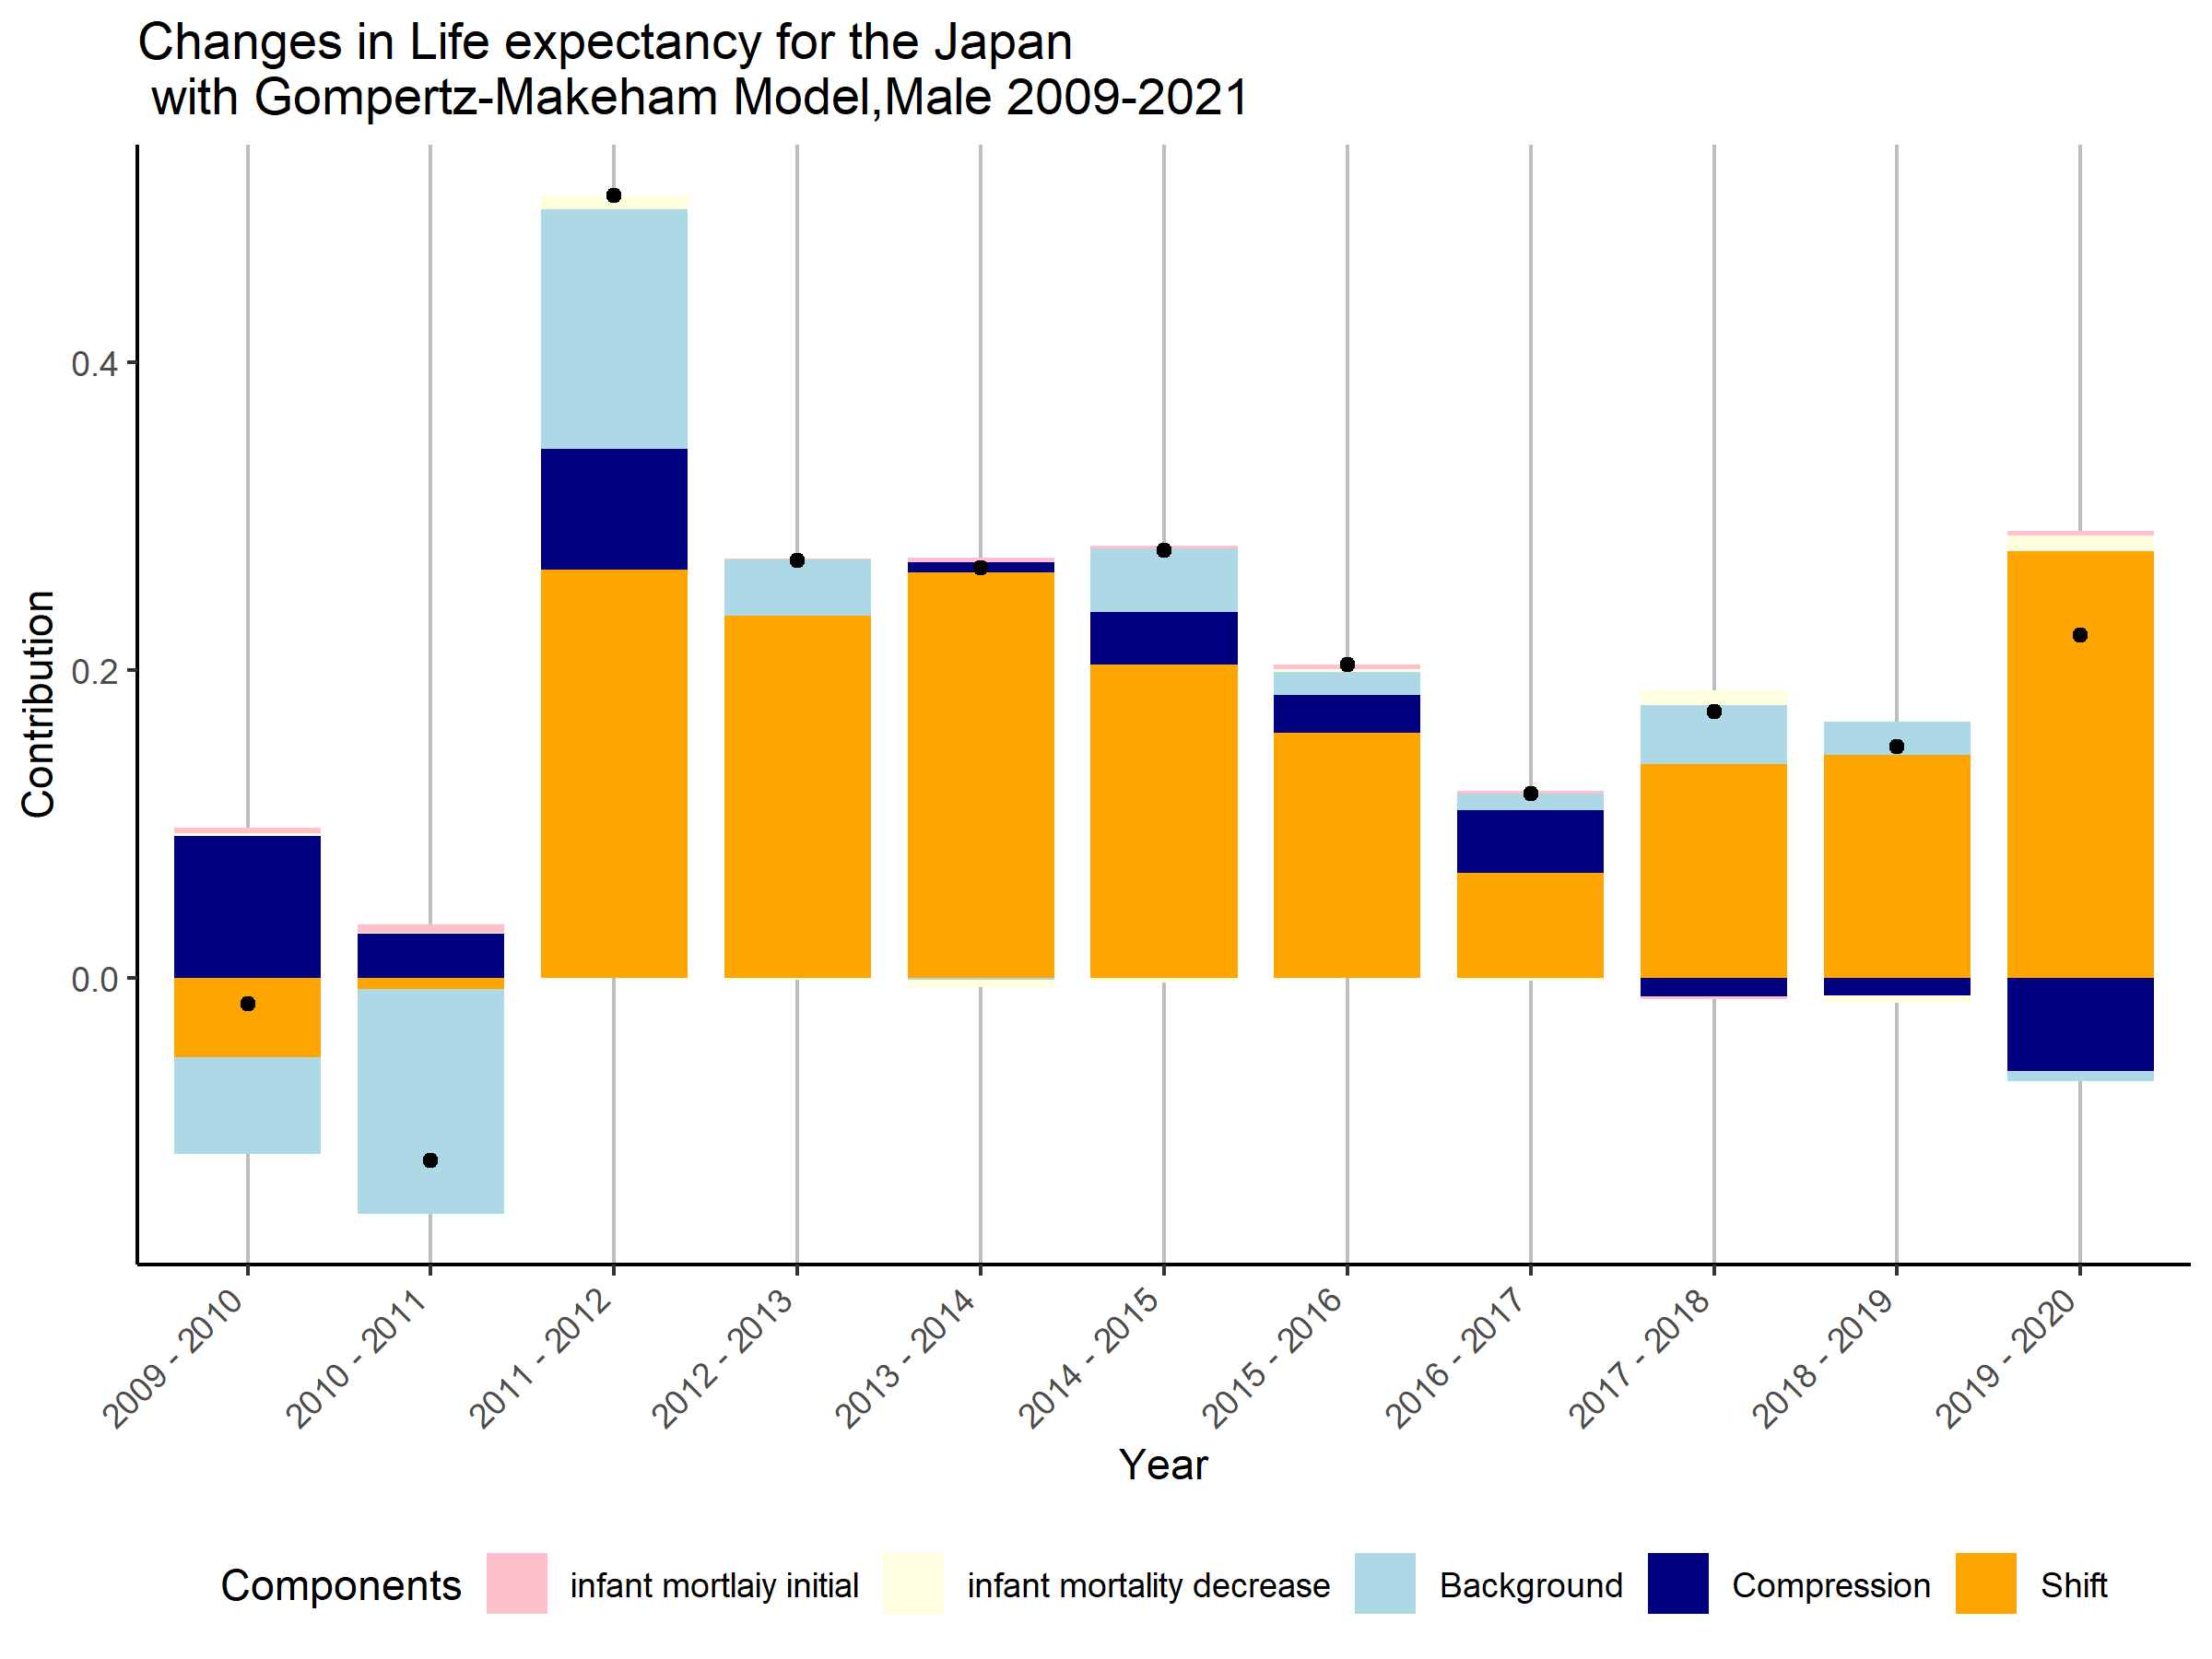 Changes in Life expectancy for the Japan
with Gompertz-Makeham Model,Male 2009-2021
Contribution
0.4
0.2
0.0
2009 - 2010
2010 - 2011
2011 - 2012
2012 - 2013
2013 - 2014
2014 - 2015
2015 - 2016
2016 - 2017
2017 - 2018
2018 - 2019
2019 - 2020
Year
Components
infant mortlaiy initial
infant mortality decrease
Background
Compression
Shift